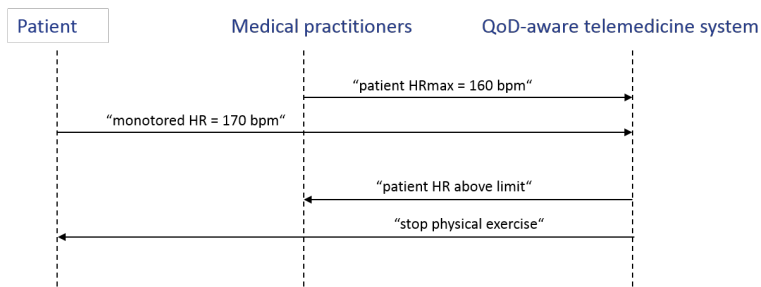 Patient
Medical practitioners
QoD-aware telemedicine system
“patient HRmax = 160 bpm“
“monotored HR = 170 bpm“
“patient HR above limit“
“stop physical exercise“